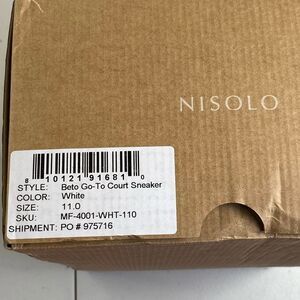 NISOLO
8 10121 91681 0
STYLE: Beto Go-To Court Sneaker
COLOR: White
SIZE: 11.0
SKU: MF-4001-WHT-110
SHIPMENT: PO # 975716